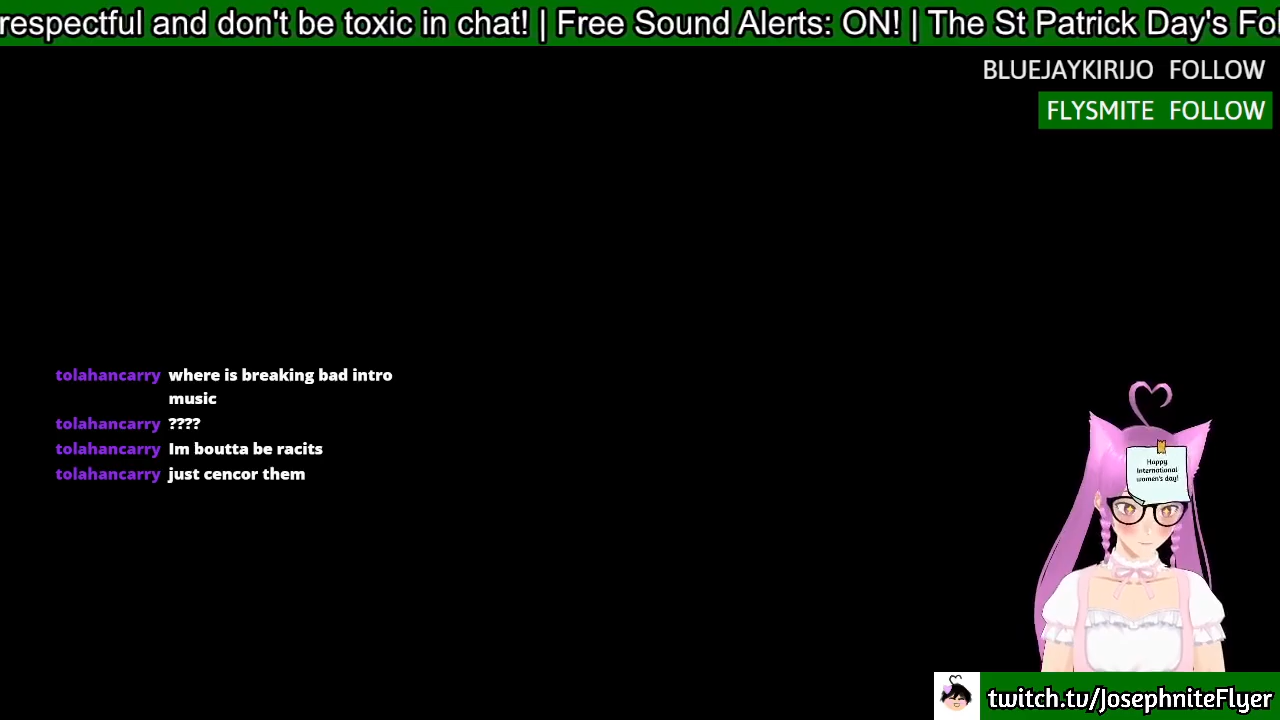 respectful and don't be toxic in chat! | Free Sound Alerts: ON! | The St Patrick Day's Fo
BLUEJAYKIRIJO FOLLOW
FLYSMITE FOLLOW
tolahancarry where is breaking bad intro
music
tolahancarry ????
tolahancarry Im boutta be racits
tolahancarry just cencor them
Happy
International
women's day!
twitch.tv/JosephniteFlyer